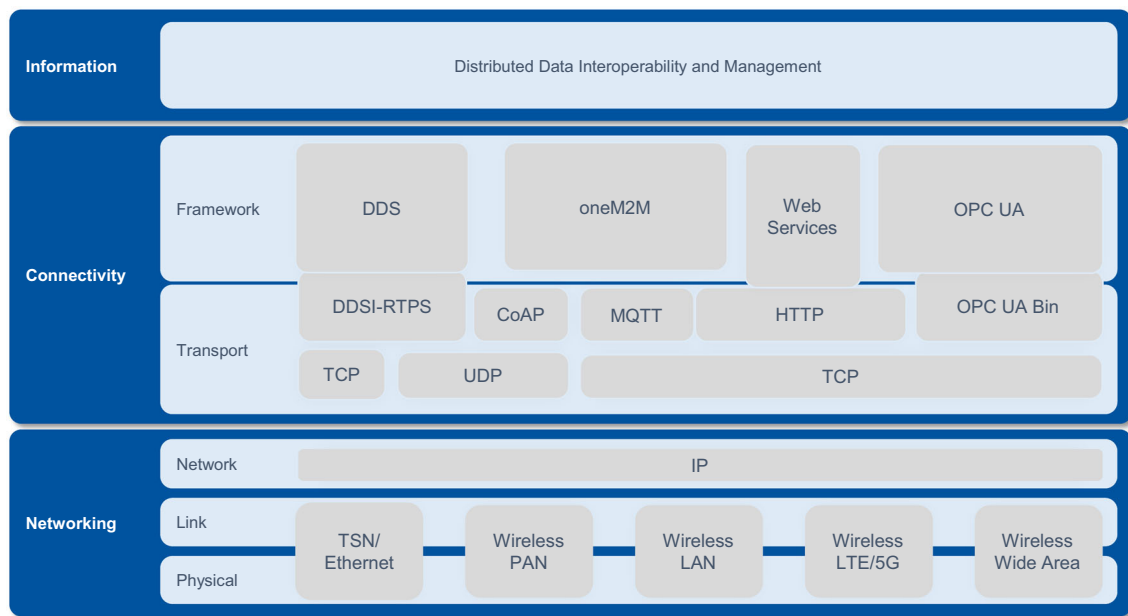 Information
Distributed Data Interoperability and Management
Connectivity
Framework
DDS
oneM2M
Web
Services
OPC UA
Transport
DDSI-RTPS
CoAP
MQTT
HTTP
OPC UA Bin
TCP
UDP
TCP
Networking
Network
IP
Link
Physical
TSN/
Ethernet
Wireless
PAN
Wireless
LAN
Wireless
LTE/5G
Wireless
Wide Area